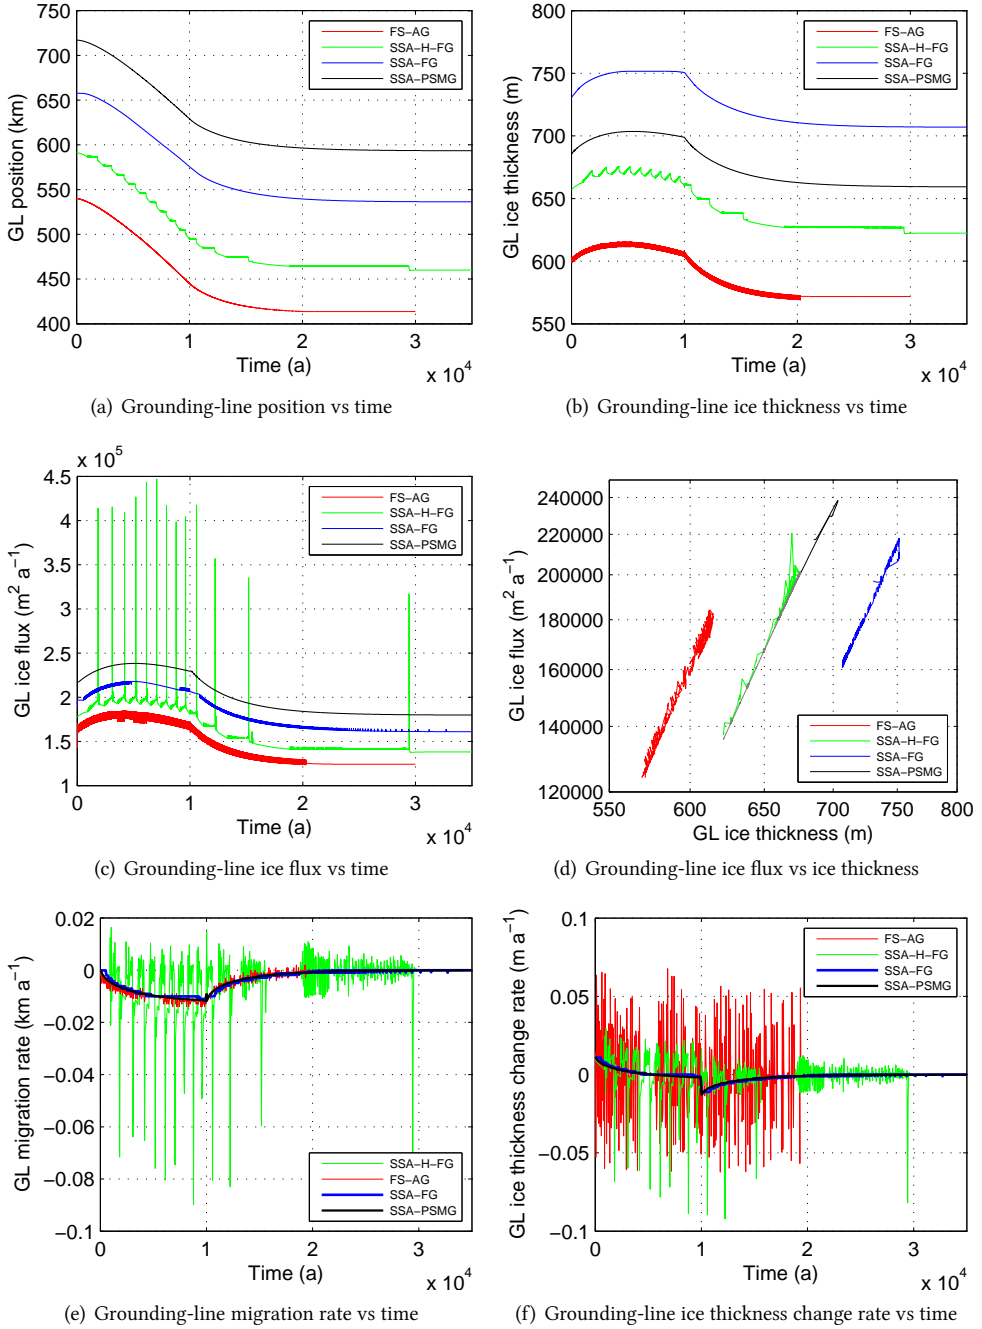 FS−AG
SSA−H−FG
SSA−FG
SSA−PSMG
GL position (km)
750
700
650
600
550
500
450
400
0
1
2
3
Time (a)
x 10^4
(a) Grounding-line position vs time
FS−AG
SSA−H−FG
SSA−FG
SSA−PSMG
GL ice thickness (m)
800
750
700
650
600
550
0
1
2
3
Time (a)
x 10^4
(b) Grounding-line ice thickness vs time
x 10^5
FS−AG
SSA−H−FG
SSA−FG
SSA−PSMG
GL ice flux (m^2 a^−1)
4.5
4
3.5
3
2.5
2
1.5
1
0
1
2
3
Time (a)
x 10^4
(c) Grounding-line ice flux vs time
GL ice flux (m^2 a^−1)
240000
220000
200000
180000
160000
140000
120000
FS−AG
SSA−H−FG
SSA−FG
SSA−PSMG
550
600
650
700
750
800
GL ice thickness (m)
(d) Grounding-line ice flux vs ice thickness
GL migration rate (km a^−1)
0.02
0
−0.02
−0.04
−0.06
−0.08
−0.1
SSA−H−FG
FS−AG
SSA−FG
SSA−PSMG
0
1
2
3
Time (a)
x 10^4
(e) Grounding-line migration rate vs time
GL ice thickness change rate (m a^−1)
0.1
0.05
0
−0.05
−0.1
FS−AG
SSA−H−FG
SSA−FG
SSA−PSMG
0
1
2
3
Time (a)
x 10^4
(f) Grounding-line ice thickness change rate vs time